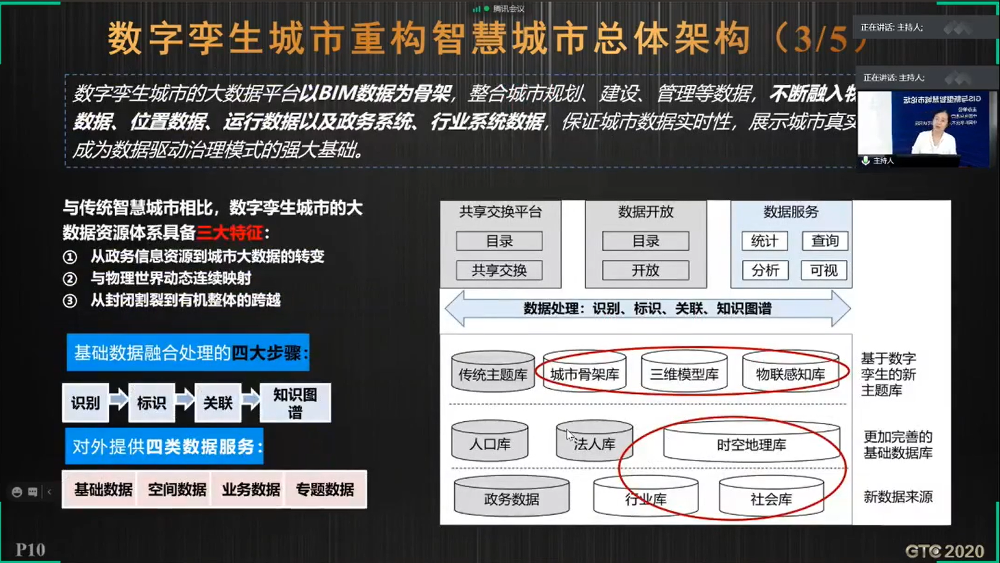 腾讯会议
数字孪生城市重构智慧城市总体架构（3/5）
正在讲话: 主持人;
正在讲话: 主持人;
数字孪生城市的大数据平台以BIM数据为骨架，整合城市规划、建设、管理等数据，不断融入
数据、位置数据、运行数据以及政务系统、行业系统数据，保证城市数据实时性，展示城市真实
成为数据驱动治理模式的强大基础。
主持人
与传统智慧城市相比，数字孪生城市的大
数据资源体系具备三大特征：
① 从政务信息资源到城市大数据的转变
② 与物理世界动态连续映射
③ 从封闭割裂到有机整体的跨越
基础数据融合处理的四大步骤：
识别 标识 关联 知识图
谱
对外提供四类数据服务：
基础数据 空间数据 业务数据 专题数据
共享交换平台 数据开放 数据服务
目录 目录 统计 查询
共享交换 开放 分析 可视
数据处理：识别、标识、关联、知识图谱
传统主题库 城市骨架库 三维模型库 物联感知库
基于数字
孪生的新
主题库
人口库 法人库 时空地理库
更加完善的
基础数据库
政务数据 行业库 社会库 新数据来源
P10
GTC 2020